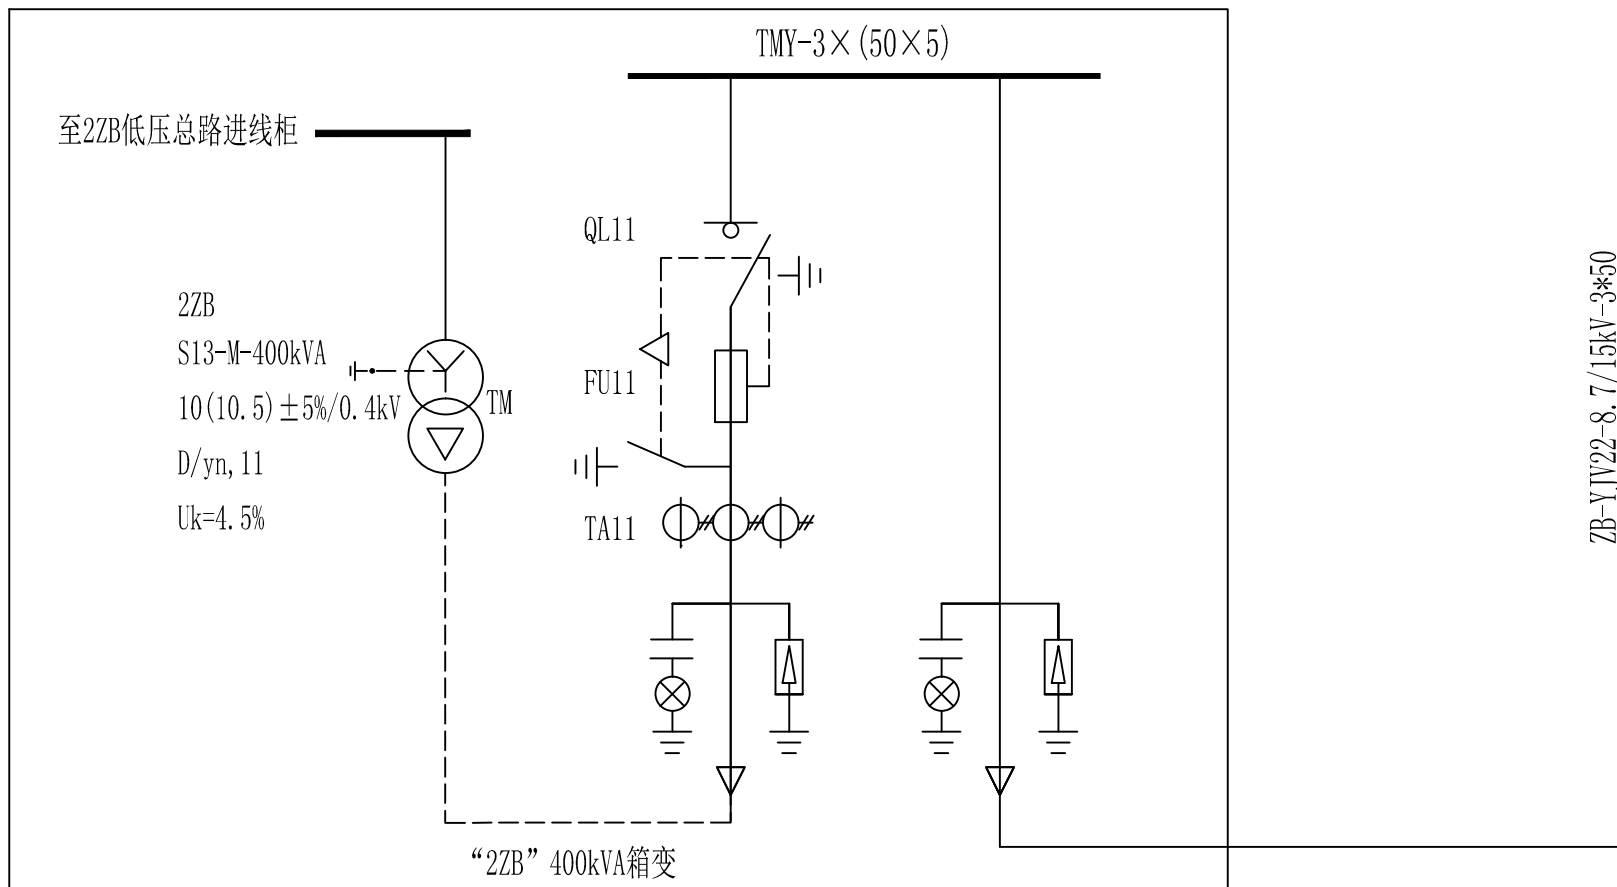 TMY-3×(50×5)
至2ZB低压总路进线柜
QL11
2ZB
S13-M-400kVA
10(10.5)±5%/0.4kV
D/yn,11
Uk=4.5%
TM
FU11
TA11
“2ZB”400kVA箱变
ZB-YJV22-8.7/15kV-3*50